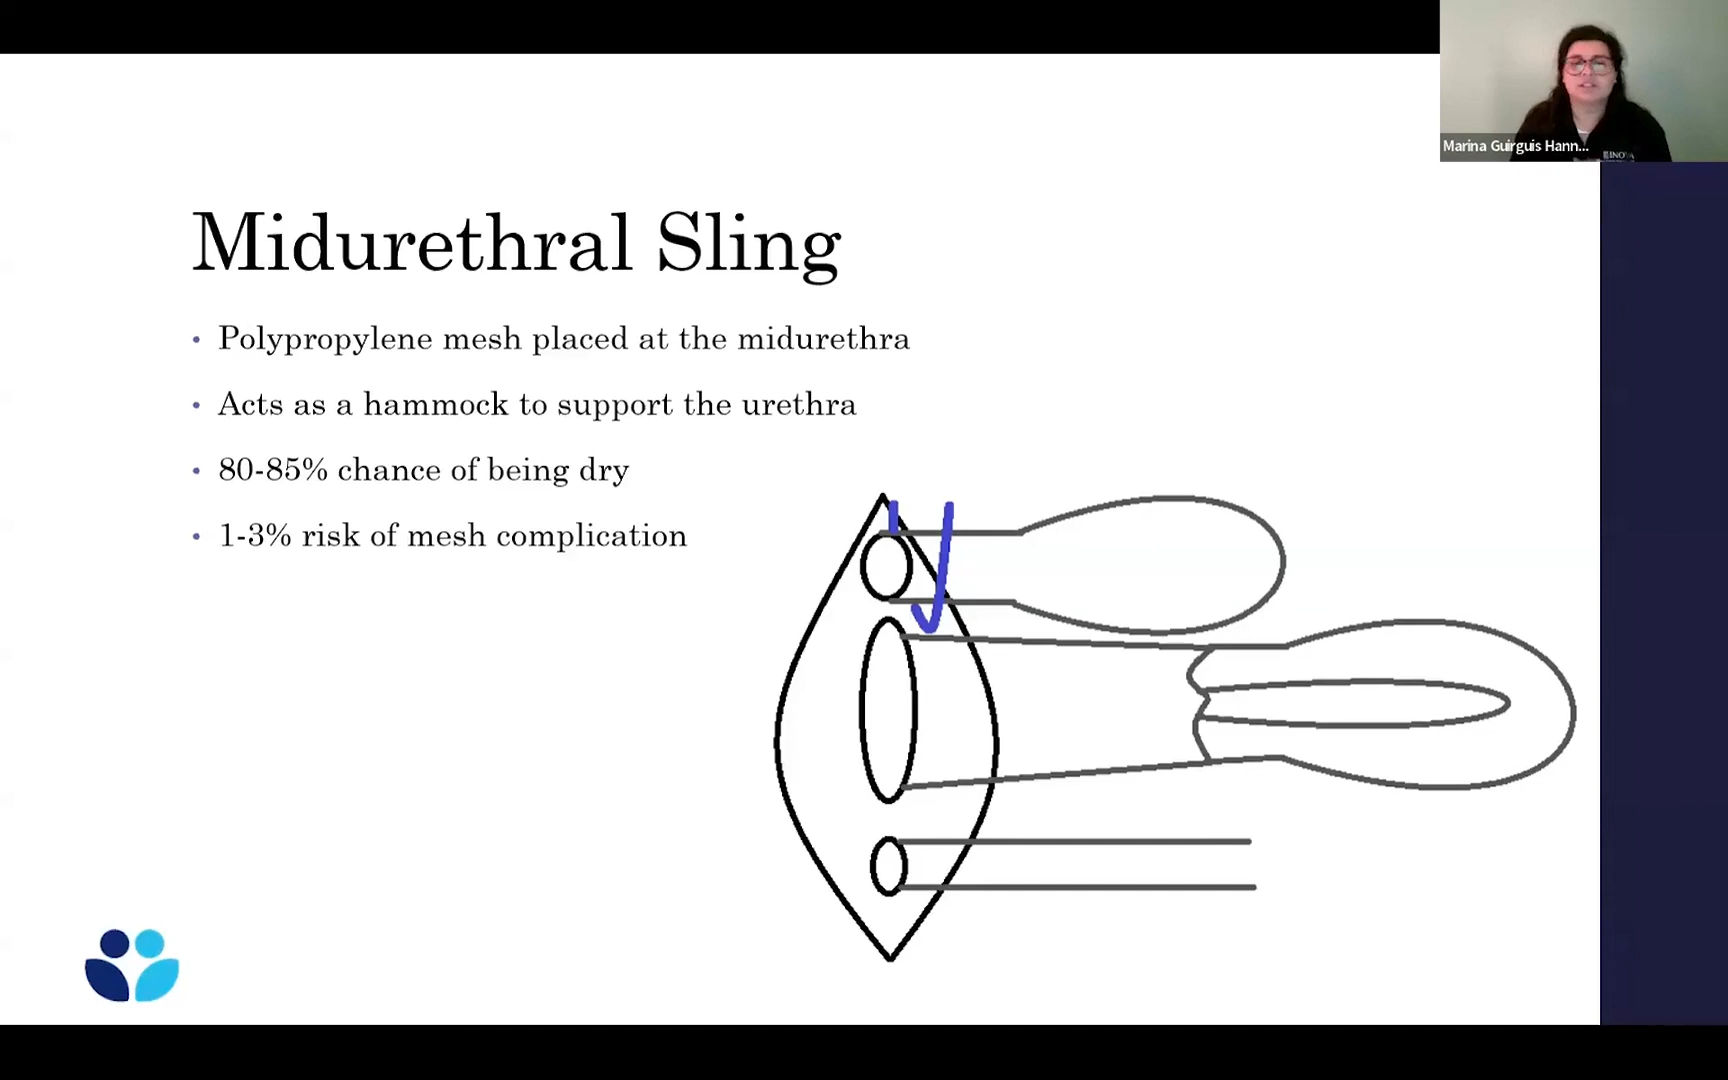 Marina Guirguis Hann...
INOVA
Midurethral Sling
• Polypropylene mesh placed at the midurethra
• Acts as a hammock to support the urethra
• 80-85% chance of being dry
• 1-3% risk of mesh complication